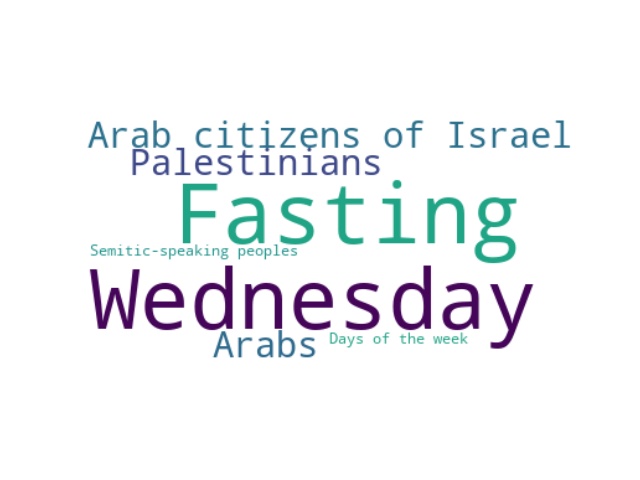 Arab citizens of Israel
Palestinians
Fasting
Semitic-speaking peoples
Wednesday
Arabs
Days of the week